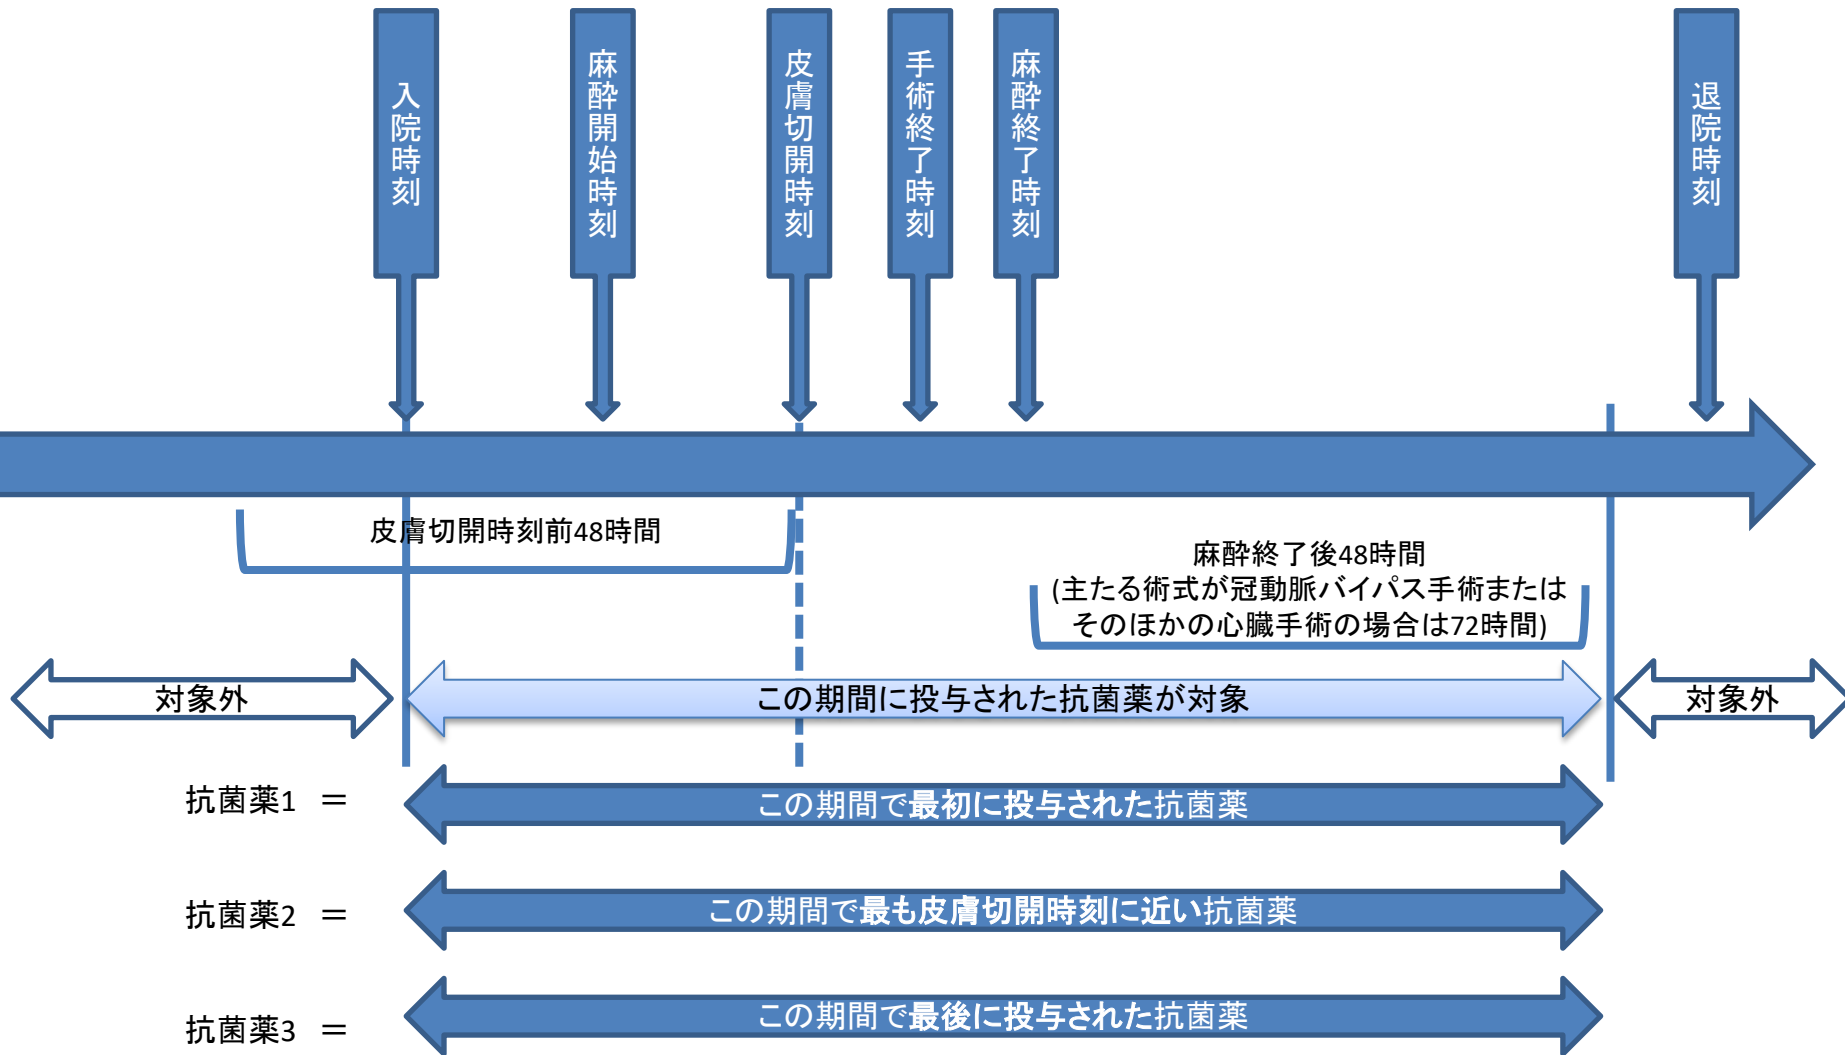 入院時刻
麻酔開始時刻
皮膚切開時刻
手術終了時刻
麻酔終了時刻
退院時刻
皮膚切開時刻前48時間
麻酔終了後48時間
(主たる術式が冠動脈バイパス手術または
そのほかの心臓手術の場合は72時間)
対象外
この期間に投与された抗菌薬が対象
対象外
抗菌薬1 ＝
この期間で最初に投与された抗菌薬
抗菌薬2 ＝
この期間で最も皮膚切開時刻に近い抗菌薬
抗菌薬3 ＝
この期間で最後に投与された抗菌薬